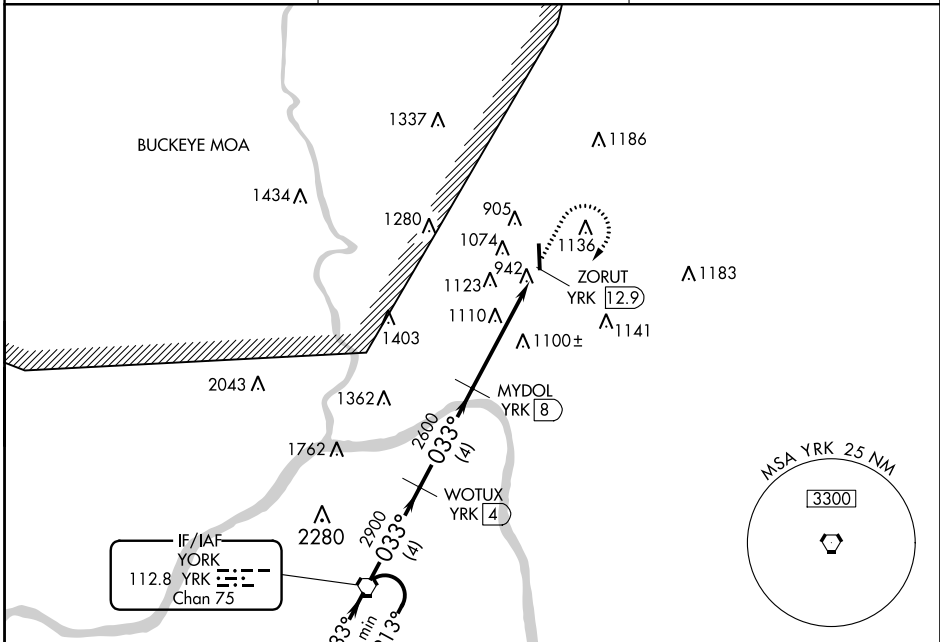 1337
1186
BUCKEYE MOA
1434
905
1280
1136
1074
942
ZORUT
1183
1123
YRK 12.9
1110
1141
1403
1100±
2043
1362
MYDOL
YRK 8
2600
033°
(4)
1762
MSA YRK 25 NM
WOTUX
YRK 4
3300
2280
2900
033°
(4)
IF/IAF
YORK
112.8 YRK
Chan 75
33°
min
13°